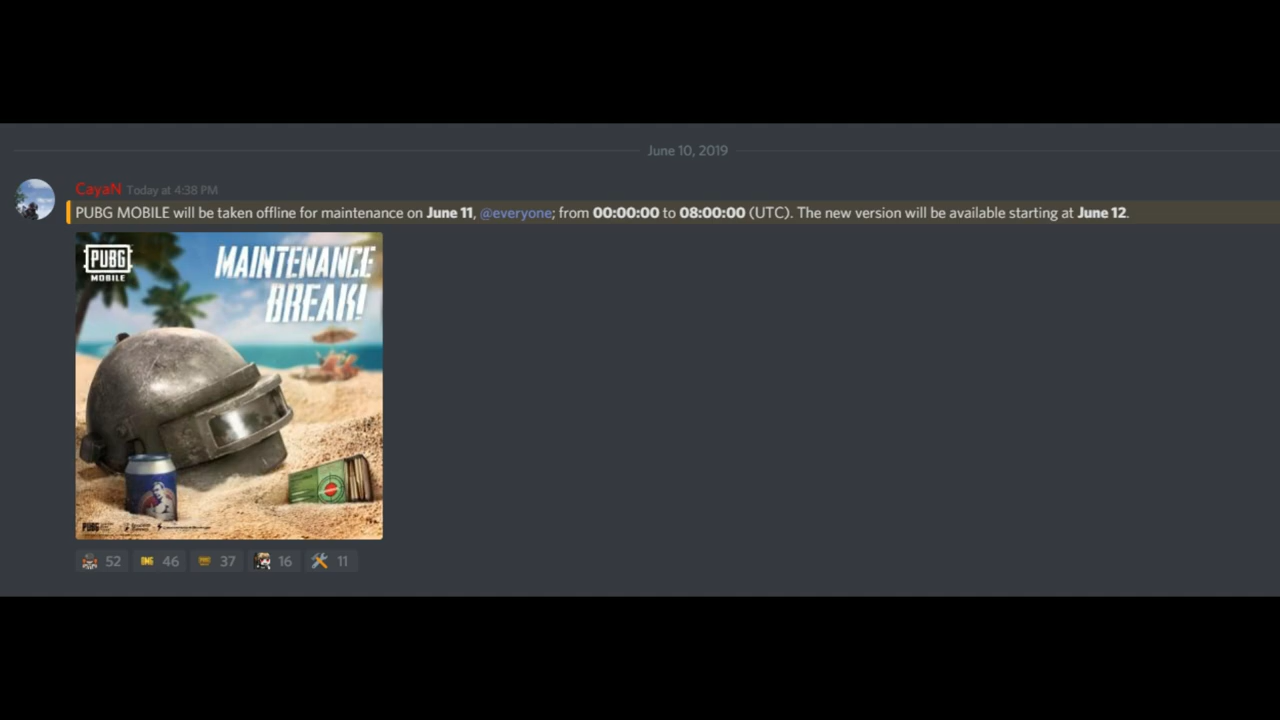 June 10, 2019
CayaN Today at 4:38 PM
PUBG MOBILE will be taken offline for maintenance on June 11, @everyone; from 00:00:00 to 08:00:00 (UTC). The new version will be available starting at June 12.
PUBG
MOBILE
MAINTENANCE
BREAK!
PUBG
52 46 37 16 11